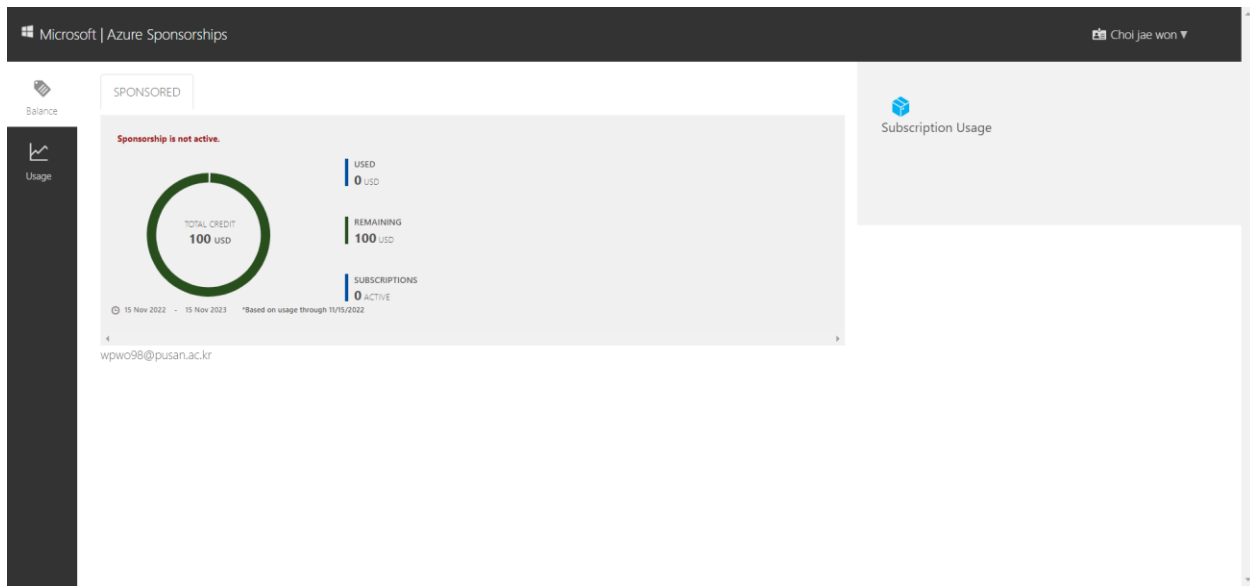 Microsoft | Azure Sponsorships
Choi jae won ▼
Balance
Usage
SPONSORED
Sponsorship is not active.
TOTAL CREDIT
100 USD
USED
0 USD
REMAINING
100 USD
SUBSCRIPTIONS
0 ACTIVE
15 Nov 2022 - 15 Nov 2023 *Based on usage through 11/15/2022
wpwo98@pusan.ac.kr
Subscription Usage